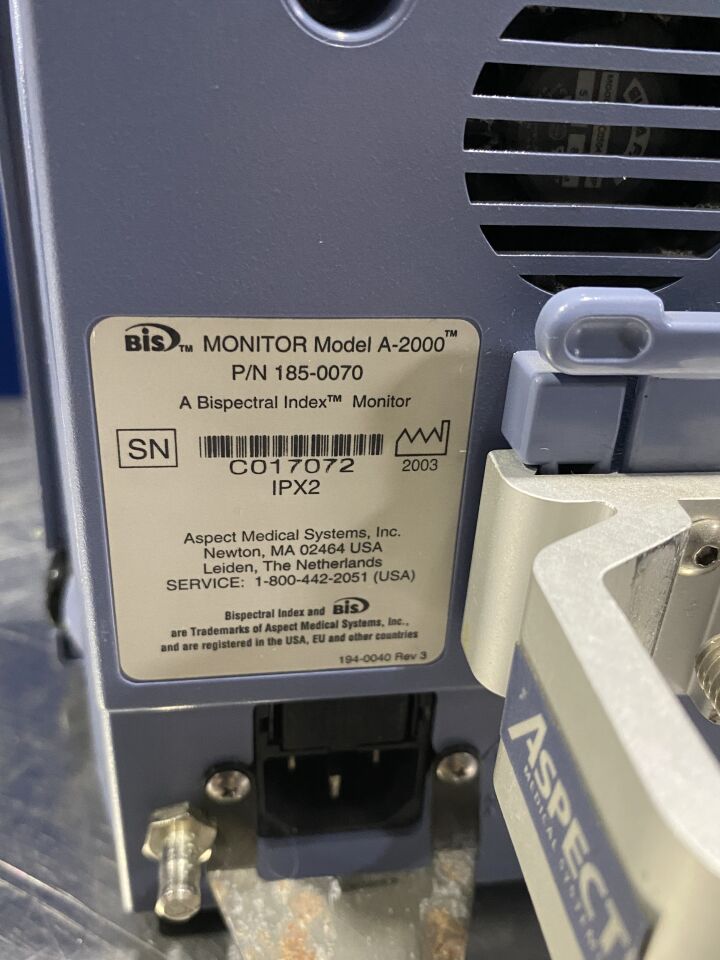 BIS™ MONITOR Model A-2000™
P/N 185-0070
A Bispectral Index™ Monitor
SN
C017072
2003
IPX2
Aspect Medical Systems, Inc.
Newton, MA 02464 USA
Leiden, The Netherlands
SERVICE: 1-800-442-2051 (USA)
Bispectral Index and BIS
are Trademarks of Aspect Medical Systems, Inc.,
and are registered in the USA, EU and other countries
194-0040 Rev 3
ASPECT
MEDICAL SYSTEM